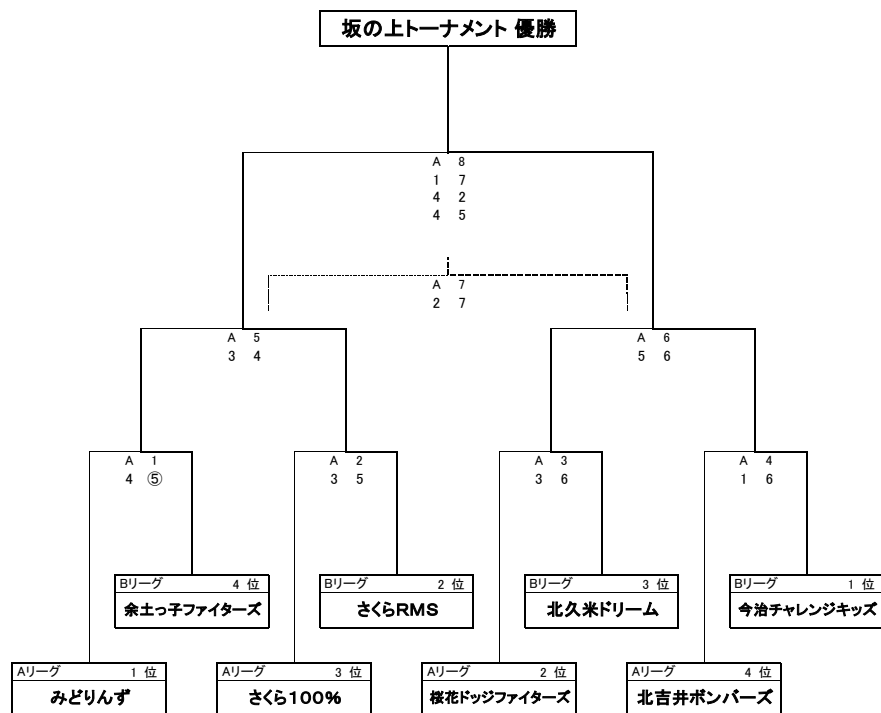 坂の上トーナメント 優勝
A 8
1 7
4 2
4 5
A 7
2 7
A 5
3 4
A 6
5 6
A 1
4 ⑤
A 2
3 5
A 3
3 6
A 4
1 6
Bリーグ 4 位
余土っ子ファイターズ
Bリーグ 2 位
さくらRMS
Bリーグ 3 位
北久米ドリーム
Bリーグ 1 位
今治チャレンジキッズ
Aリーグ 1 位
みどりんず
Aリーグ 3 位
さくら100%
Aリーグ 2 位
桜花ドッジファイターズ
Aリーグ 4 位
北吉井ボンバーズ